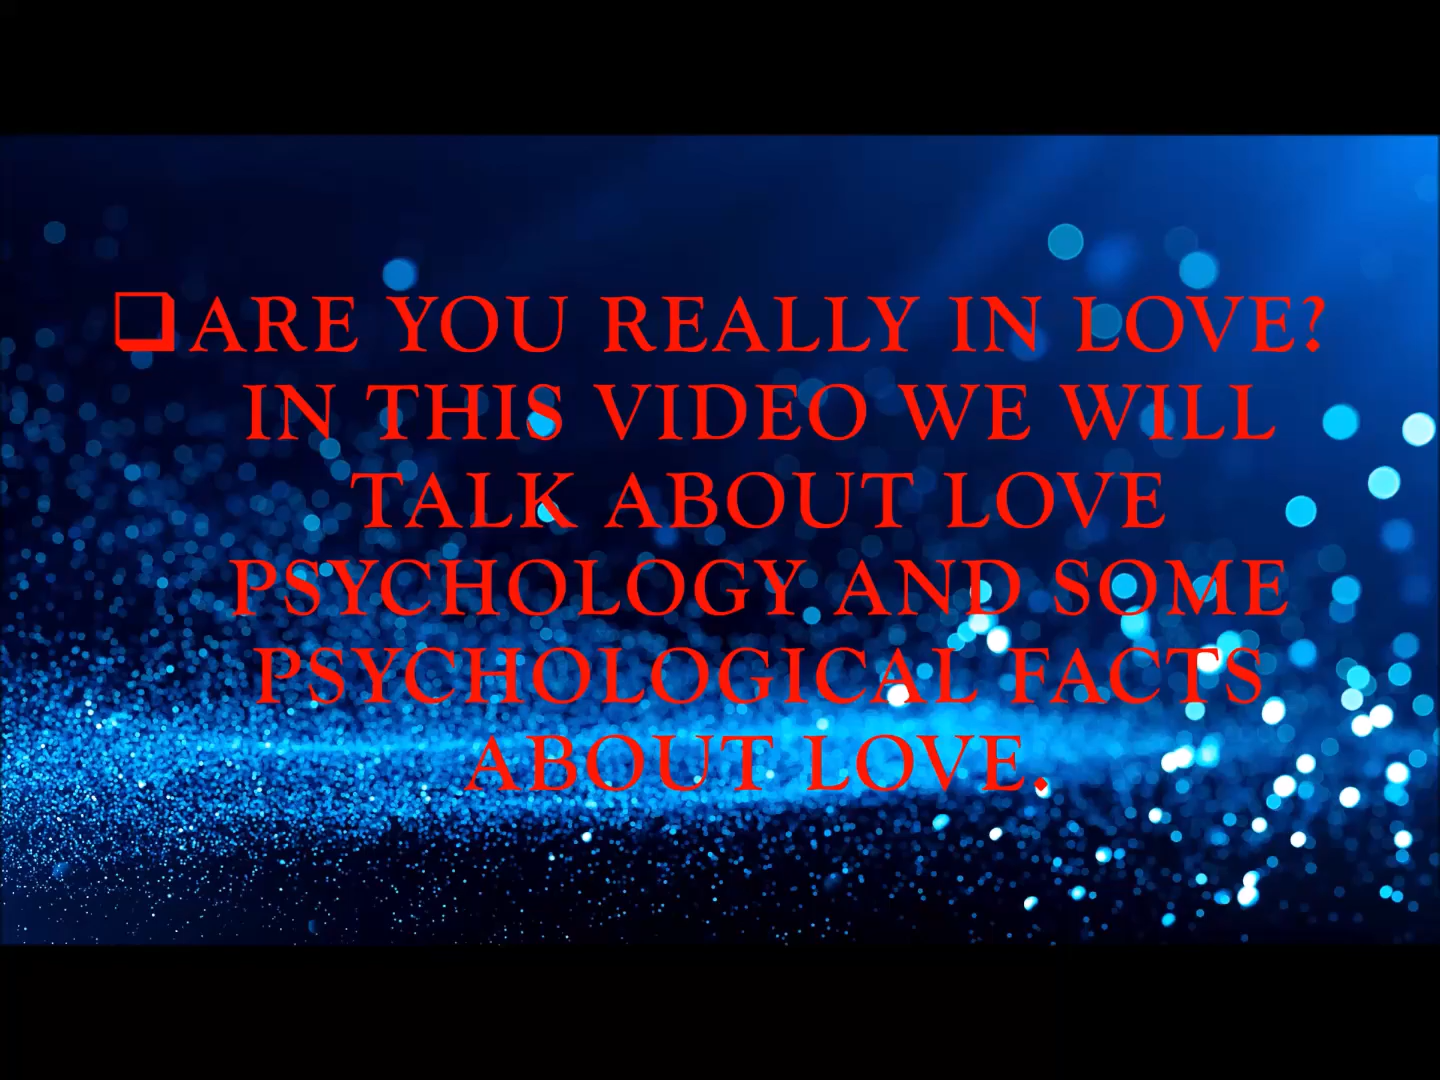 ❑ARE YOU REALLY IN LOVE?
IN THIS VIDEO WE WILL
TALK ABOUT LOVE
PSYCHOLOGY AND SOME
PSYCHOLOGICAL FACTS
ABOUT LOVE.